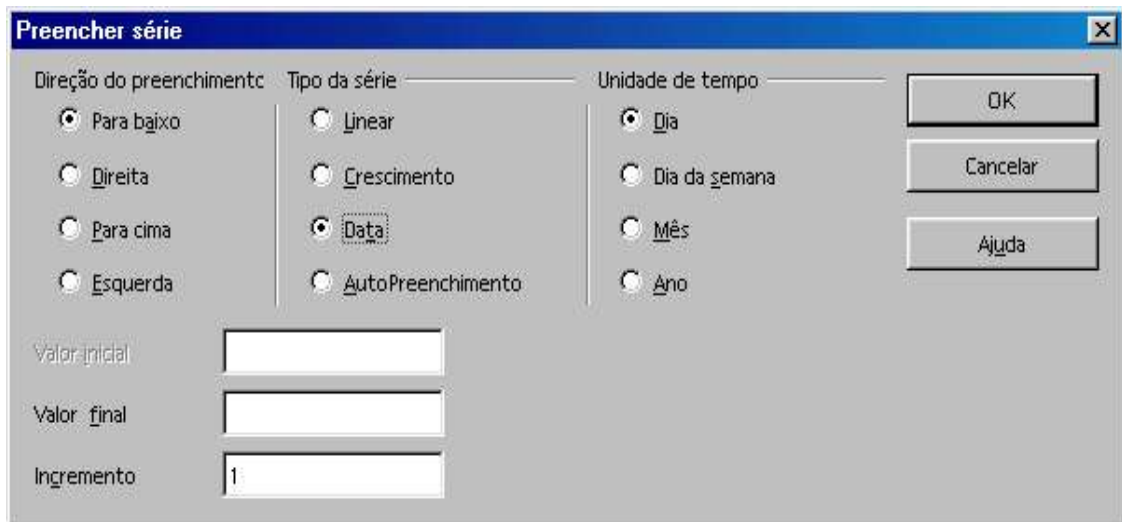 Preencher série
Direção do preenchimento
Para baixo
Direita
Para cima
Esquerda
Tipo da série
Linear
Crescimento
Data
AutoPreenchimento
Unidade de tempo
Dia
Dia da semana
Mês
Ano
OK
Cancelar
Ajuda
Valor inicial
Valor final
Incremento 1